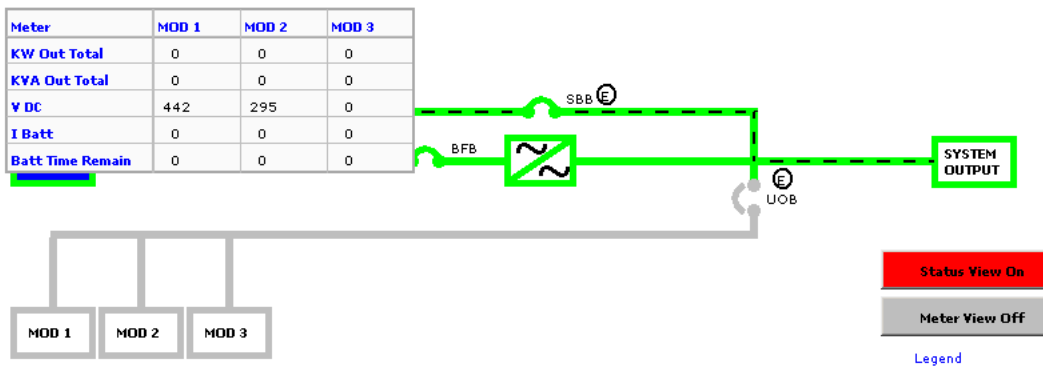 Meter MOD 1 MOD 2 MOD 3
KW Out Total 0 0 0
KVA Out Total 0 0 0
V DC 442 295 0
I Batt 0 0 0
Batt Time Remain 0 0 0
SBB E
BFB
SYSTEM
OUTPUT
E
UOB
Status View On
MOD 1 MOD 2 MOD 3
Meter View Off
Legend